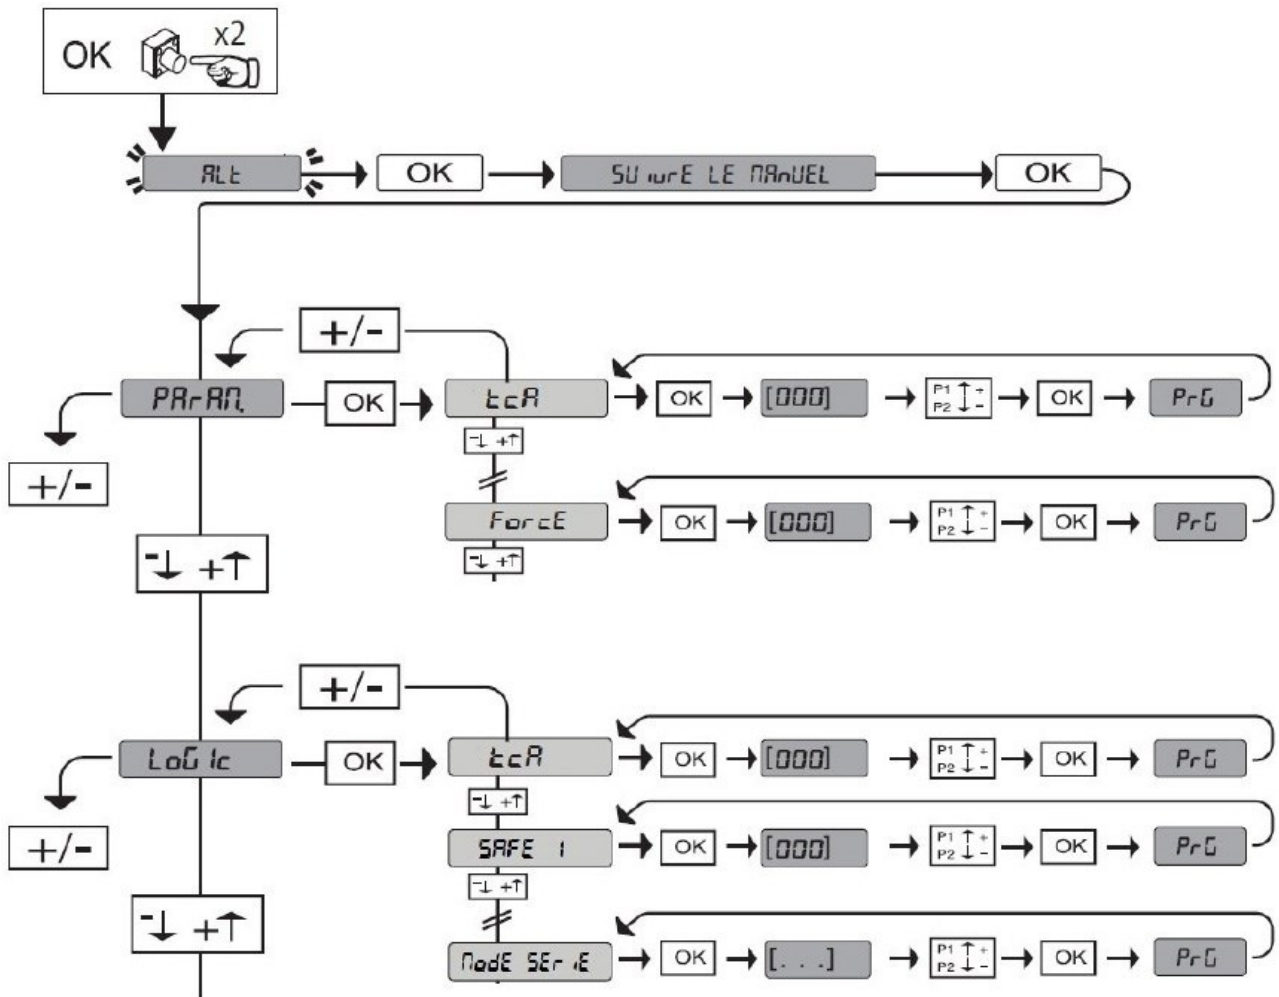 OK x2
ALt OK SUivrE LE MAnUEL OK
+/-
PArAM. OK tcA OK [000] P1 ↑ + P2 ↓ - OK PrG
-↓ +↑
+/-
ForcE OK [000] P1 ↑ + P2 ↓ - OK PrG
-↓ +↑
-↓ +↑
+/-
LoGIc OK tcA OK [000] P1 ↑ + P2 ↓ - OK PrG
-↓ +↑
+/-
SAFE 1 OK [000] P1 ↑ + P2 ↓ - OK PrG
-↓ +↑
-↓ +↑
ModE SEriE OK [. . .] P1 ↑ + P2 ↓ - OK PrG